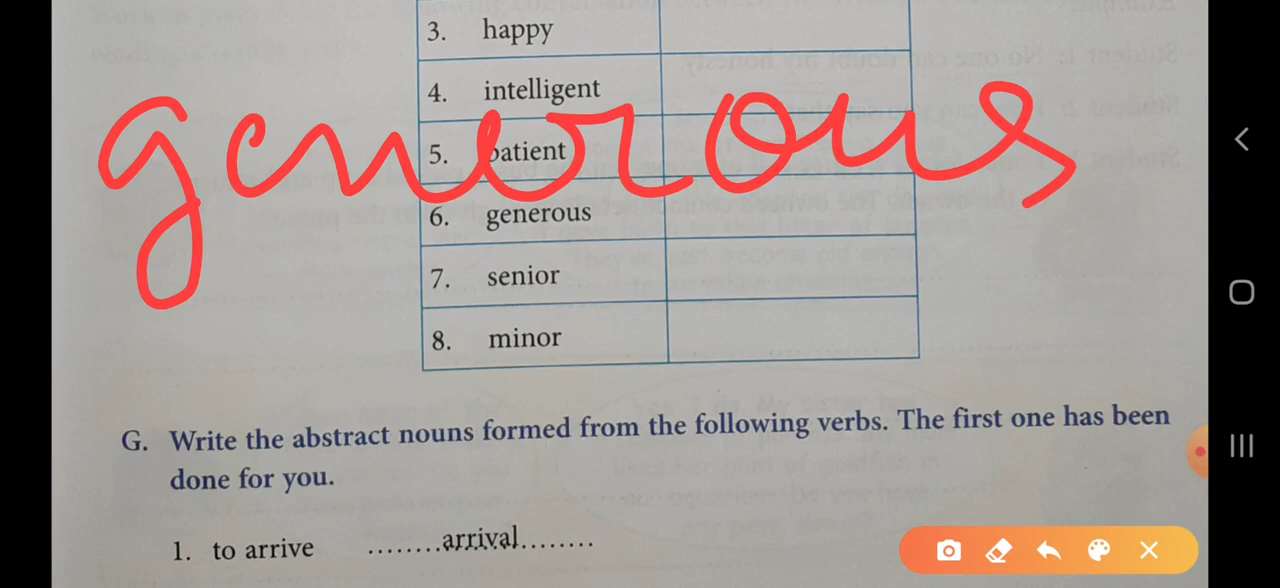 3. happy
4. intelligent
generous
5. patient
6. generous
7. senior
8. minor
G. Write the abstract nouns formed from the following verbs. The first one has been
done for you.
1. to arrive ........arrival........